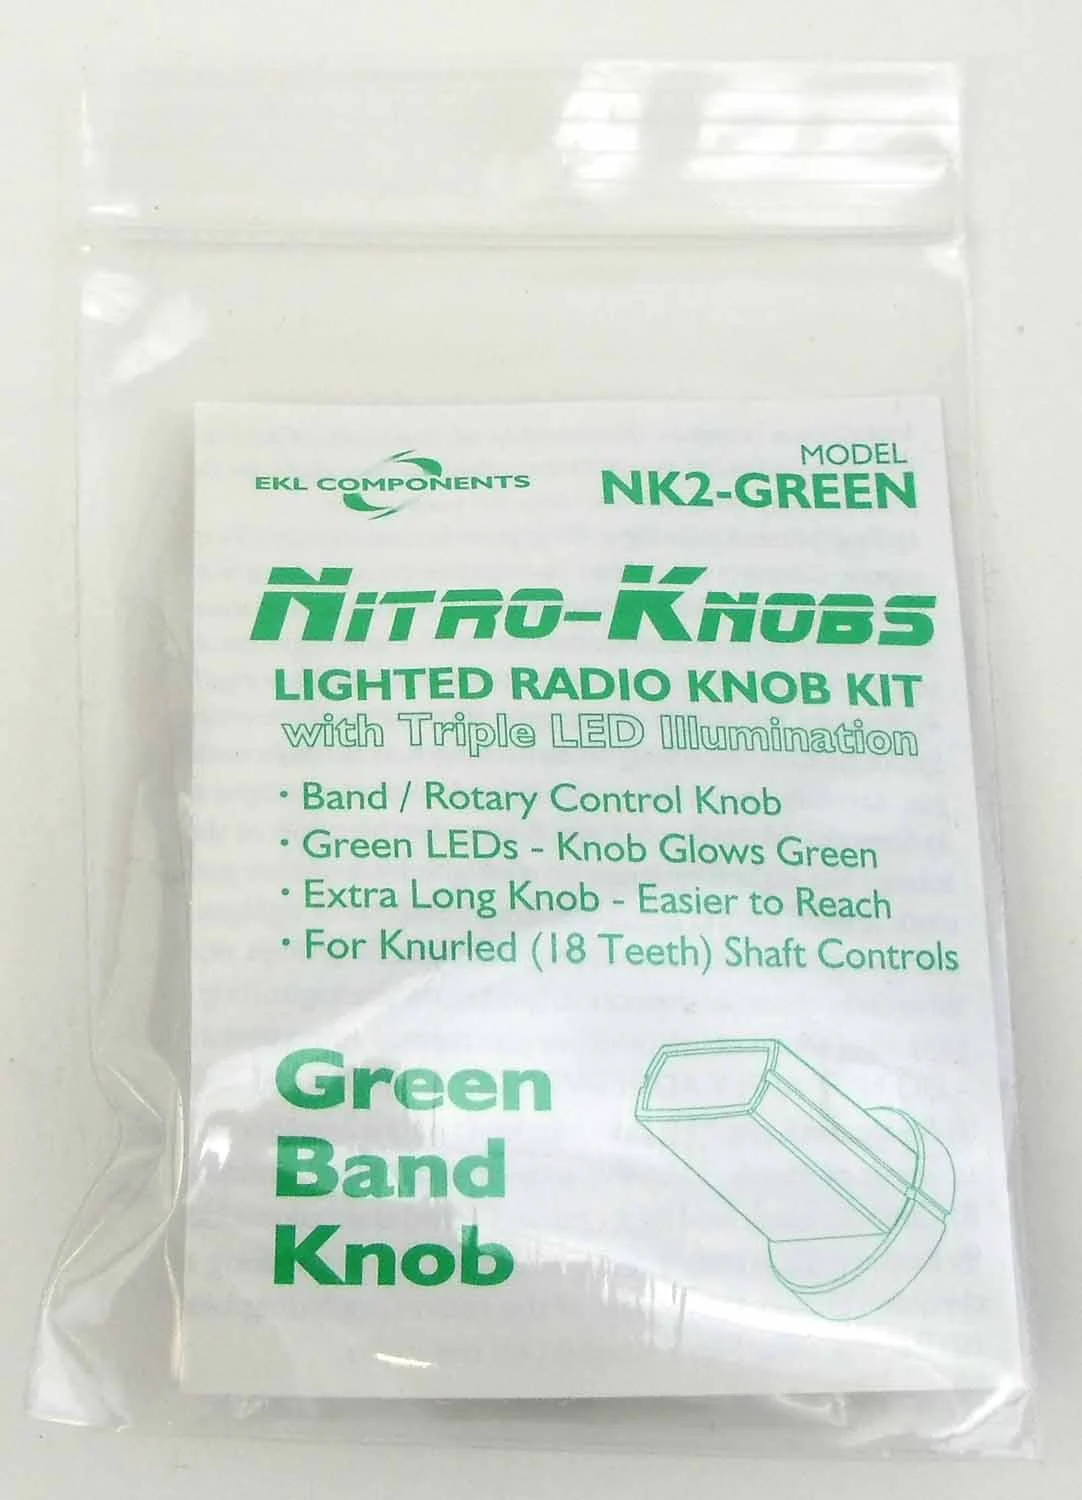 EKL COMPONENTS
MODEL
NK2-GREEN
NITRO-KNOBS
LIGHTED RADIO KNOB KIT
with Triple LED Illumination
• Band / Rotary Control Knob
• Green LEDs - Knob Glows Green
• Extra Long Knob - Easier to Reach
• For Knurled (18 Teeth) Shaft Controls
Green
Band
Knob